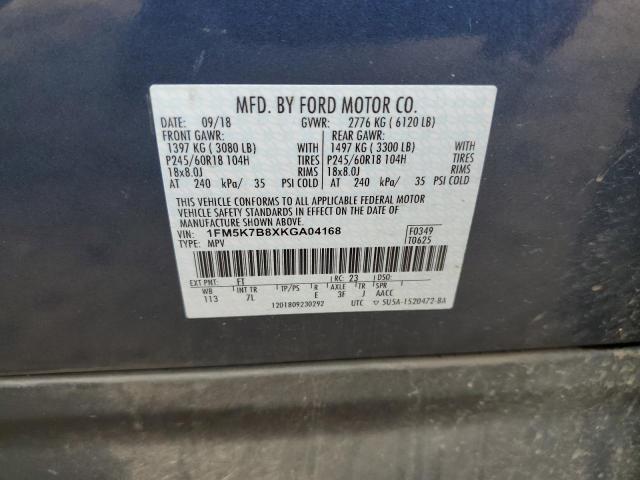 MFD. BY FORD MOTOR CO.
DATE: 09/18 GVWR: 2776 KG ( 6120 LB)
FRONT GAWR: REAR GAWR:
1397 KG ( 3080 LB) WITH 1497 KG ( 3300 LB) WITH
P245/60R18 104H TIRES P245/60R18 104H TIRES
18x8.0J RIMS 18x8.0J RIMS
AT 240 kPa/ 35 PSI COLD AT 240 kPa/ 35 PSI COLD
THIS VEHICLE CONFORMS TO ALL APPLICABLE FEDERAL MOTOR
VEHICLE SAFETY STANDARDS IN EFFECT ON THE DATE OF
MANUFACTURE SHOWN ABOVE.
VIN: 1FM5K7B8XKGA04168 F0349
TYPE: MPV T0625
EXT PNT: FT RC: 23 DSO:
WB INT TR TP/PS R AXLE TR SPR
113 7L E 3F J AACC
1201809230292 UTC ▽ 5U5A-1520472-BA